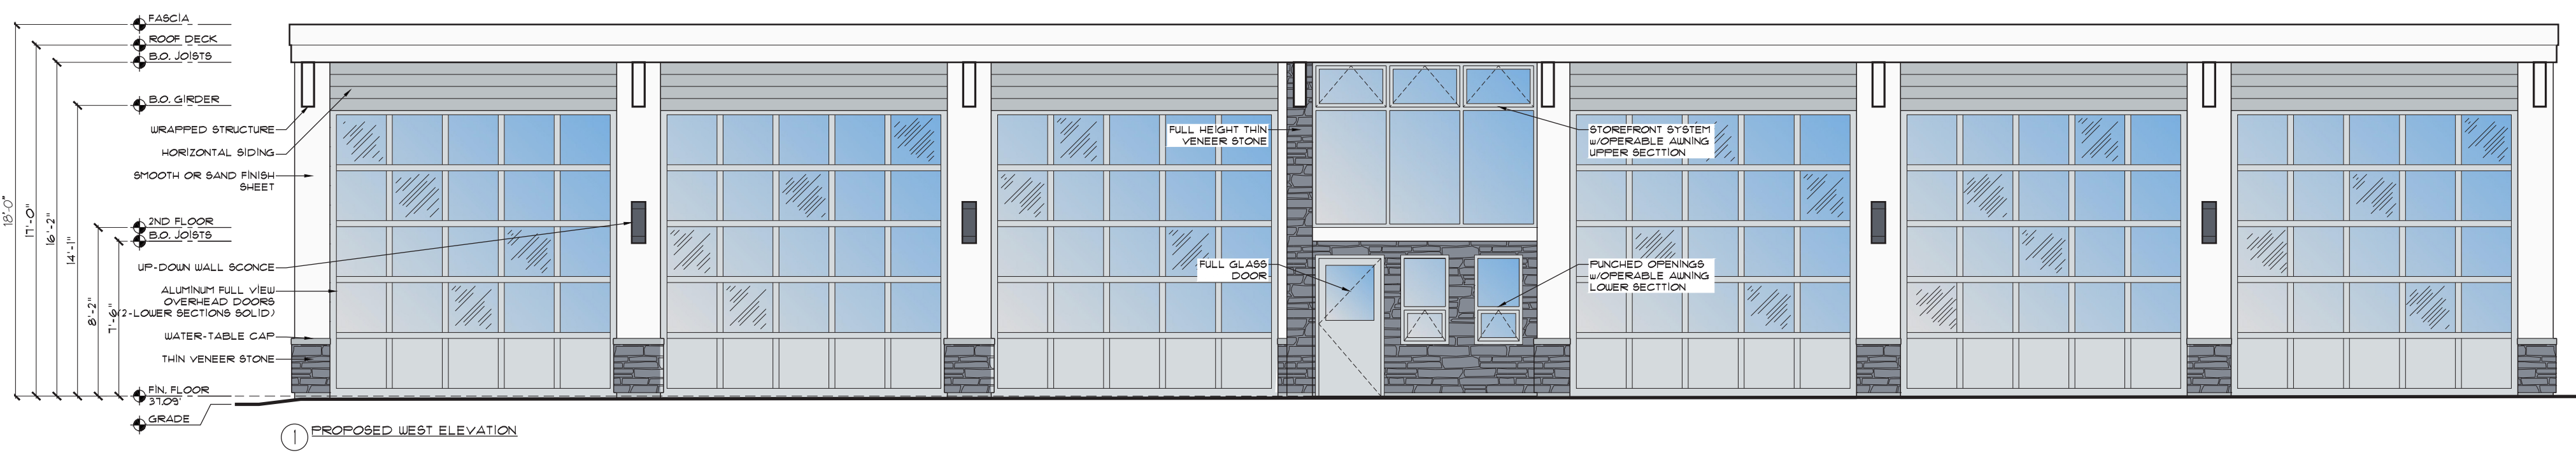 FASCIA
ROOF DECK
B.O. JOISTS
B.O. GIRDER
WRAPPED STRUCTURE
HORIZONTAL SIDING
SMOOTH OR SAND FINISH
SHEET
2ND FLOOR
B.O. JOISTS
UP-DOWN WALL SCONCE
ALUMINUM FULL VIEW
OVERHEAD DOORS
(2-LOWER SECTIONS SOLID)
WATER-TABLE CAP
THIN VENEER STONE
FIN. FLOOR
37.09'
GRADE
18'-0"
17'-0"
16'-2"
14'-1"
8'-2"
7'-6"
FULL HEIGHT THIN
VENEER STONE
STOREFRONT SYSTEM
w/OPERABLE AWNING
UPPER SECTTION
FULL GLASS
DOOR
PUNCHED OPENINGS
w/OPERABLE AWNING
LOWER SECTTION
1
PROPOSED WEST ELEVATION